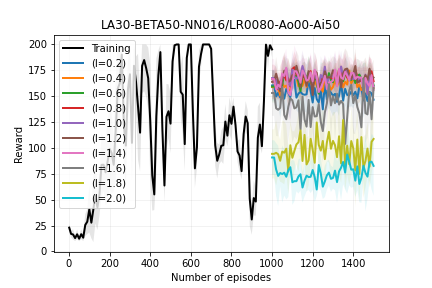 LA30-BETA50-NN016/LR0080-Ao00-Ai50
Reward
200
175
150
125
100
75
50
25
0
Training
(l=0.2)
(l=0.4)
(l=0.6)
(l=0.8)
(l=1.0)
(l=1.2)
(l=1.4)
(l=1.6)
(l=1.8)
(l=2.0)
0 200 400 600 800 1000 1200 1400
Number of episodes